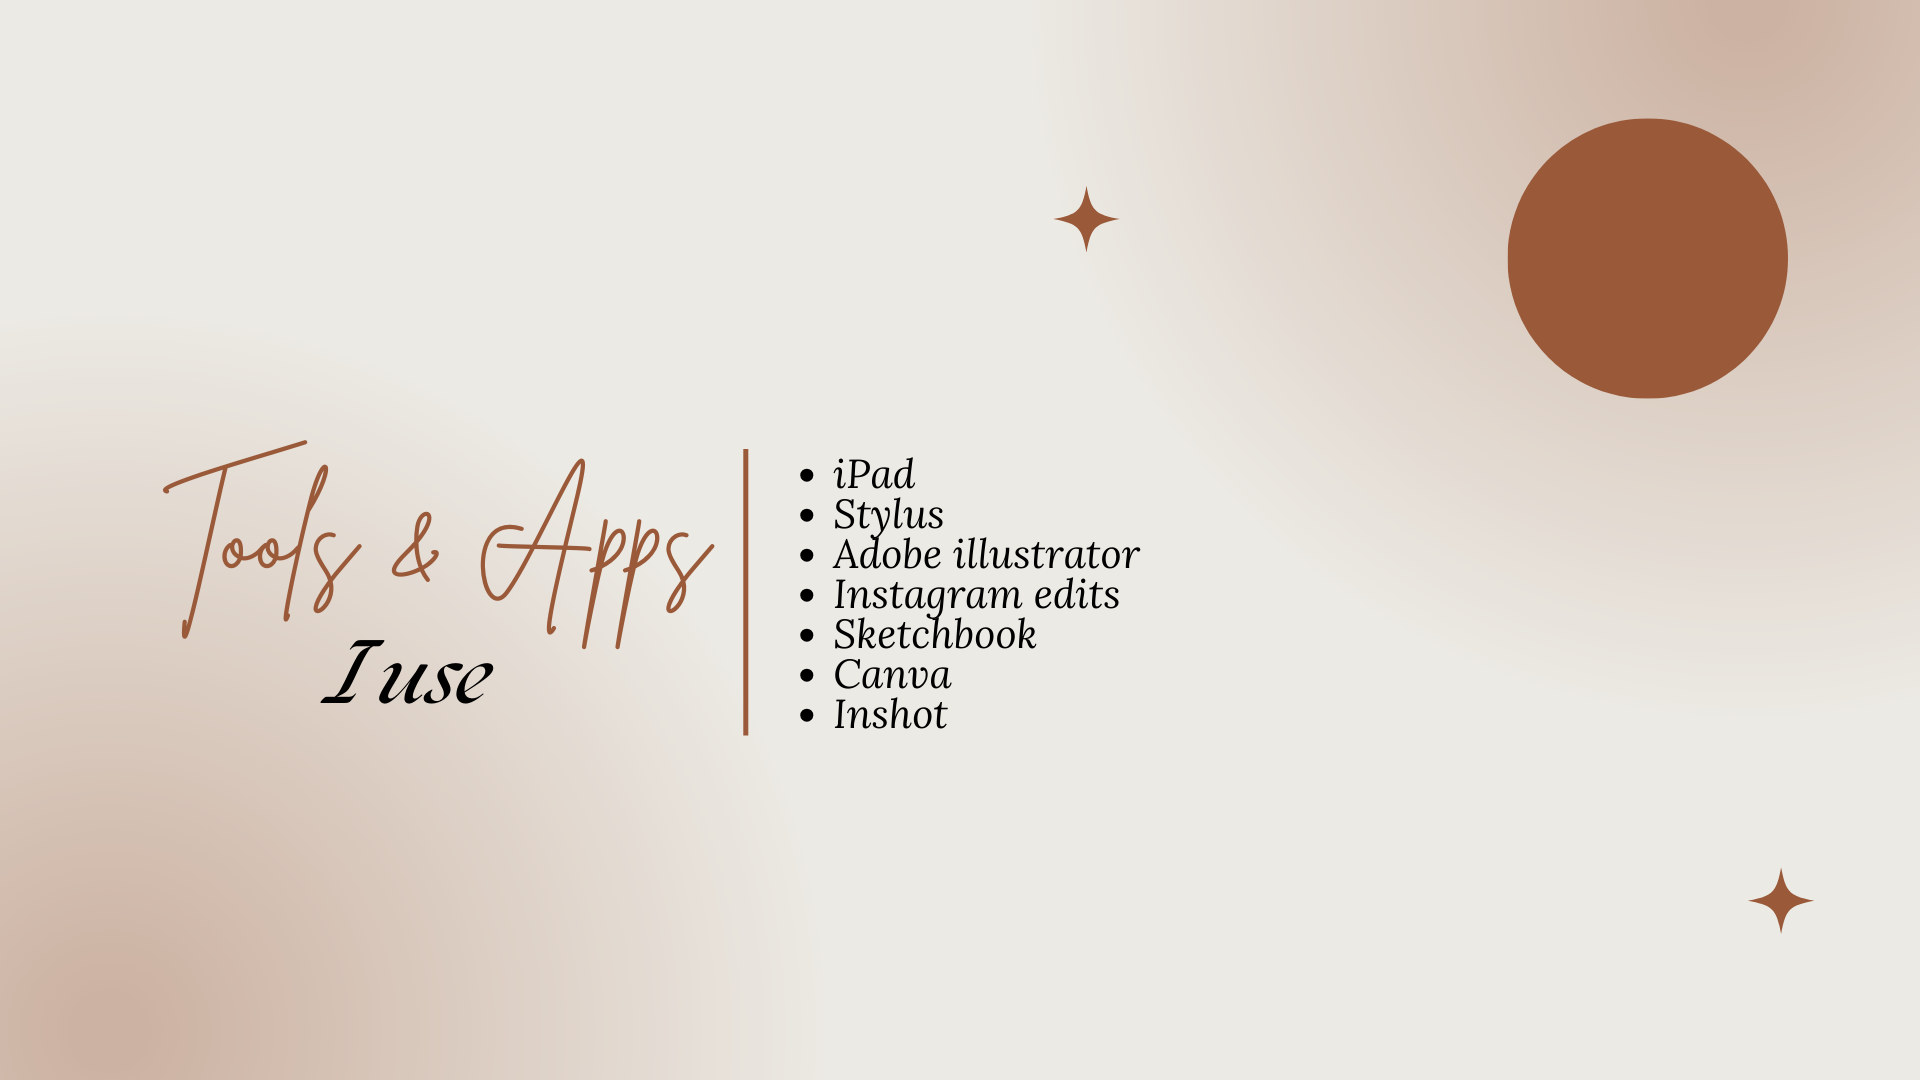 Tools & Apps
I use
• iPad
• Stylus
• Adobe illustrator
• Instagram edits
• Sketchbook
• Canva
• Inshot